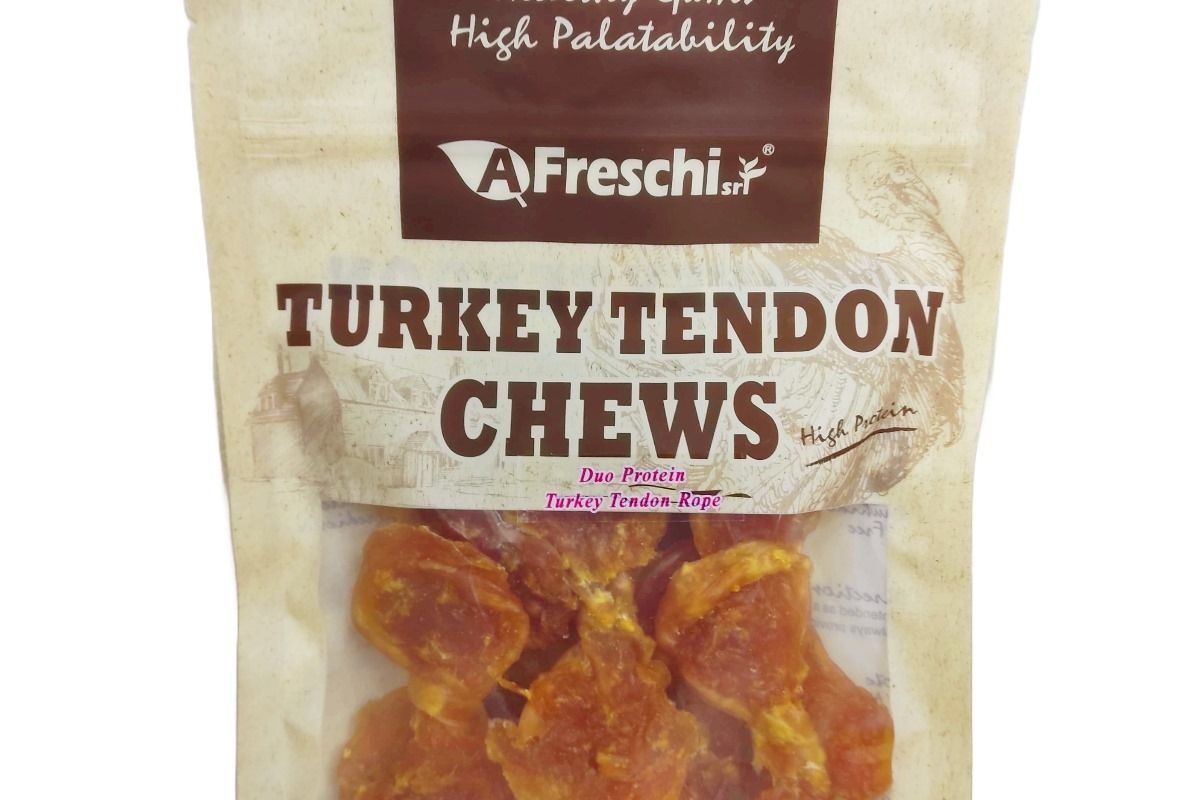 High Palatability
AFreschi srl ®
TURKEY TENDON
CHEWS
High Protein
Duo Protein
Turkey Tendon Rope